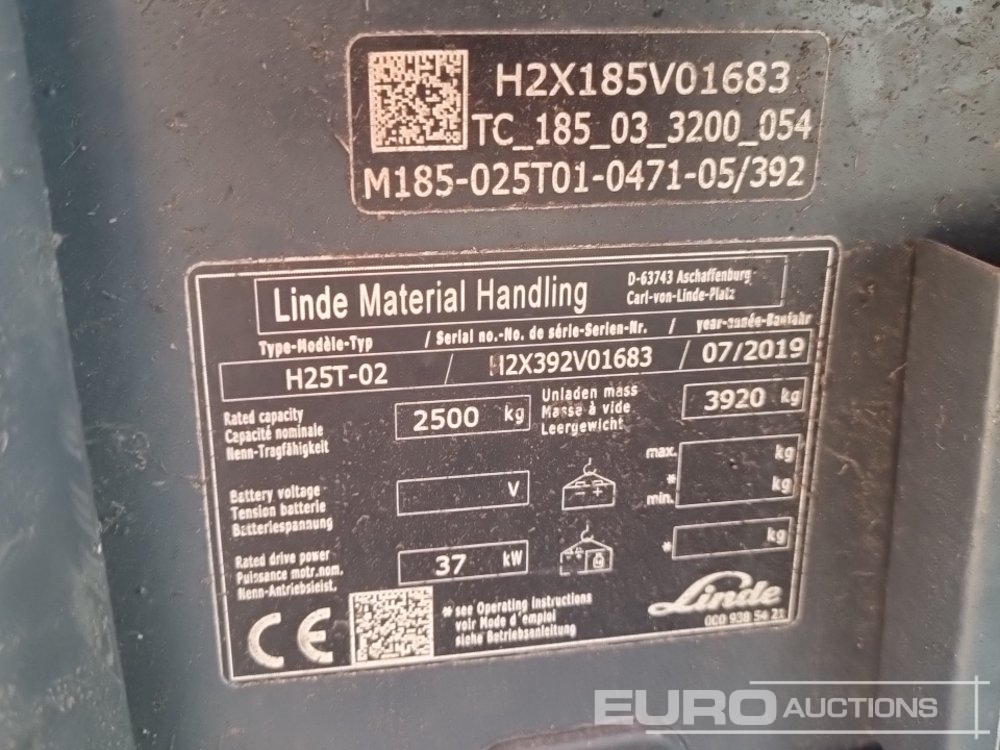 H2X185V01683
TC_185_03_3200_054
M185-025T01-0471-05/392
Linde Material Handling
D-63743 Aschaffenburg
Carl-von-Linde-Platz
Type-Modèle-Typ / Serial no.-No. de série-Serien-Nr. / year-année-Baujahr
H25T-02 / H2X392V01683 / 07/2019
Rated capacity
Capacité nominale
Nenn-Tragfähigkeit
2500 kg
Unladen mass
Masse à vide
Leergewicht
3920 kg
Battery voltage
Tension batterie
Batteriespannung
V
- +
max. kg
* kg
min.
Rated drive power
Puissance motr.nom.
Nenn-Antriebsleist.
37 kW
* kg
CE
* see Operating instructions
voir Mode d'emploi
siehe Betriebsanleitung
Linde
000 938 54 21
EURO AUCTIONS